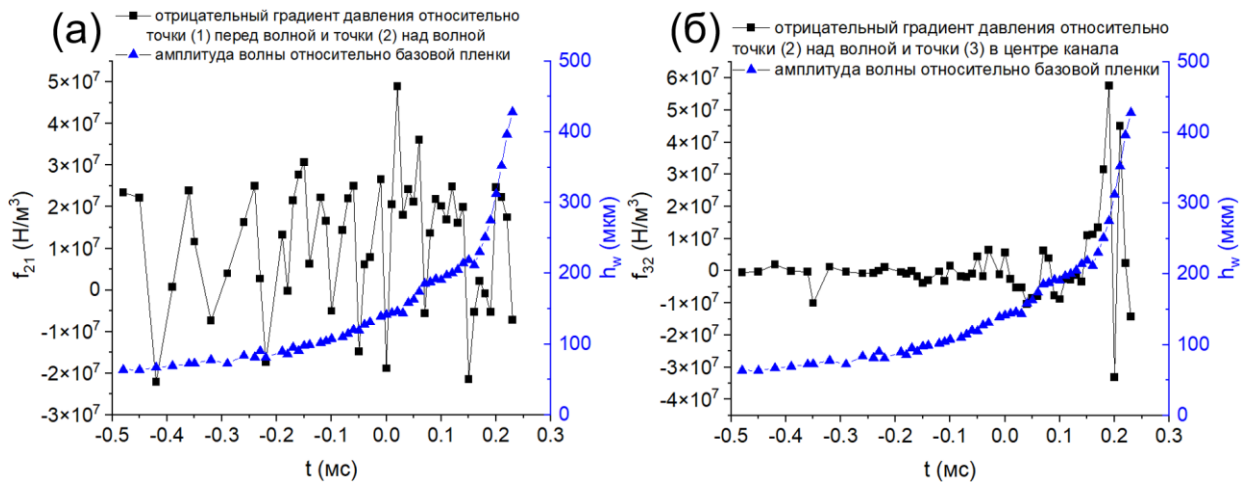 (а)
отрицательный градиент давления относительно
точки (1) перед волной и точки (2) над волной
амплитуда волны относительно базовой пленки
5×10⁷
4×10⁷
3×10⁷
2×10⁷
1×10⁷
0
-1×10⁷
-2×10⁷
-3×10⁷
f₂₁ (Н/м³)
500
400
300
200
100
0
h_w (мкм)
-0.5 -0.4 -0.3 -0.2 -0.1 0.0 0.1 0.2 0.3
t (мс)
(б)
отрицательный градиент давления относительно
точки (2) над волной и точки (3) в центре канала
амплитуда волны относительно базовой пленки
6×10⁷
5×10⁷
4×10⁷
3×10⁷
2×10⁷
1×10⁷
0
-1×10⁷
-2×10⁷
-3×10⁷
-4×10⁷
f₃₂ (Н/м³)
500
400
300
200
100
0
h_w (мкм)
-0.5 -0.4 -0.3 -0.2 -0.1 0.0 0.1 0.2 0.3
t (мс)